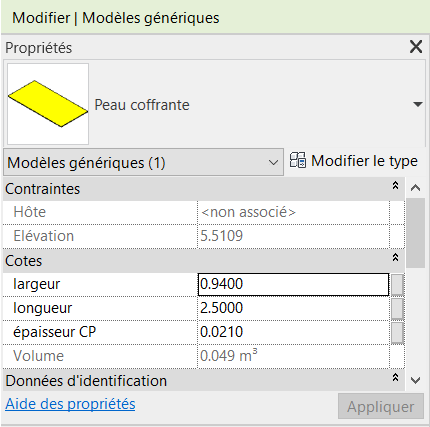 Modifier | Modèles génériques
Propriétés
Peau coffrante
Modèles génériques (1)
Modifier le type
Contraintes
Hôte <non associé>
Elévation 5.5109
Cotes
largeur 0.9400
longueur 2.5000
épaisseur CP 0.0210
Volume 0.049 m³
Données d'identification
Aide des propriétés
Appliquer